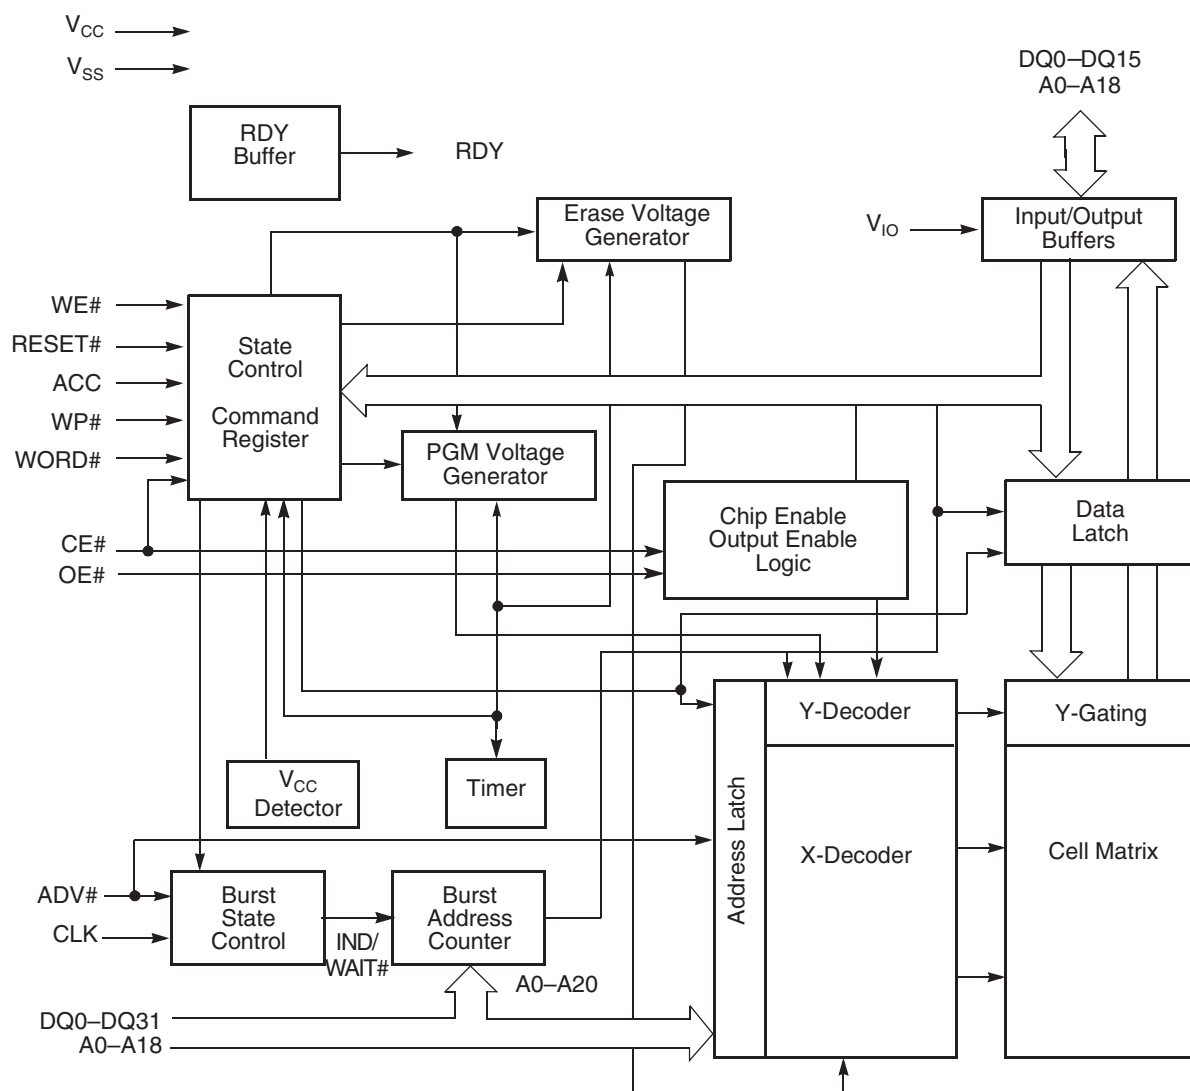 VCC
VSS
DQ0–DQ15
A0–A18
RDY
Buffer
RDY
Erase Voltage
Generator
VIO
Input/Output
Buffers
WE#
RESET#
ACC
WP#
WORD#
CE#
OE#
State
Control
Command
Register
PGM Voltage
Generator
Chip Enable
Output Enable
Logic
Data
Latch
VCC
Detector
Timer
Address Latch
Y-Decoder
Y-Gating
X-Decoder
Cell Matrix
ADV#
CLK
Burst
State
Control
IND/
WAIT#
Burst
Address
Counter
A0–A20
DQ0–DQ31
A0–A18